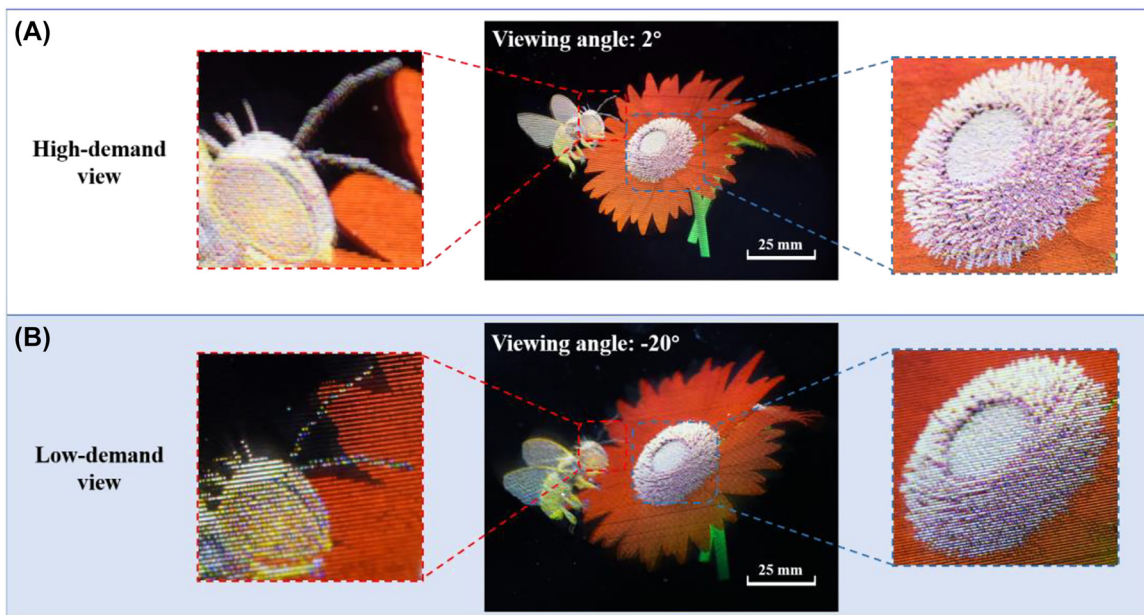 (A)
High-demand
view
Viewing angle: 2°
25 mm
(B)
Low-demand
view
Viewing angle: -20°
25 mm